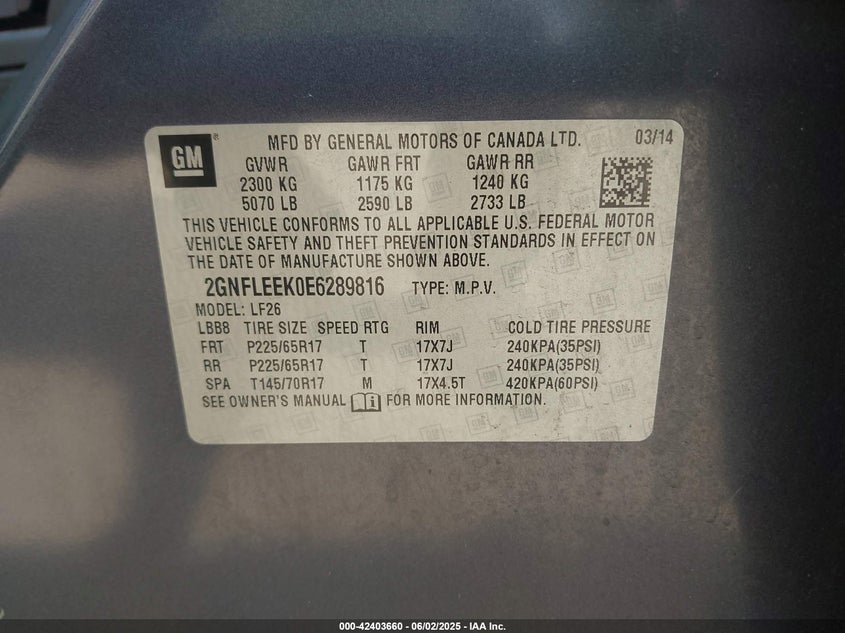 GM ® MFD BY GENERAL MOTORS OF CANADA LTD. 03/14
GVWR GAWR FRT GAWR RR
2300 KG 1175 KG 1240 KG
5070 LB 2590 LB 2733 LB
THIS VEHICLE CONFORMS TO ALL APPLICABLE U.S. FEDERAL MOTOR
VEHICLE SAFETY AND THEFT PREVENTION STANDARDS IN EFFECT ON
THE DATE OF MANUFACTURE SHOWN ABOVE.
2GNFLEEK0E6289816 TYPE: M.P.V.
MODEL: LF26
LBB8 TIRE SIZE SPEED RTG RIM COLD TIRE PRESSURE
FRT P225/65R17 T 17X7J 240KPA(35PSI)
RR P225/65R17 T 17X7J 240KPA(35PSI)
SPA T145/70R17 M 17X4.5T 420KPA(60PSI)
SEE OWNER'S MANUAL i FOR MORE INFORMATION.
000-42403660 - 06/02/2025 - IAA Inc.